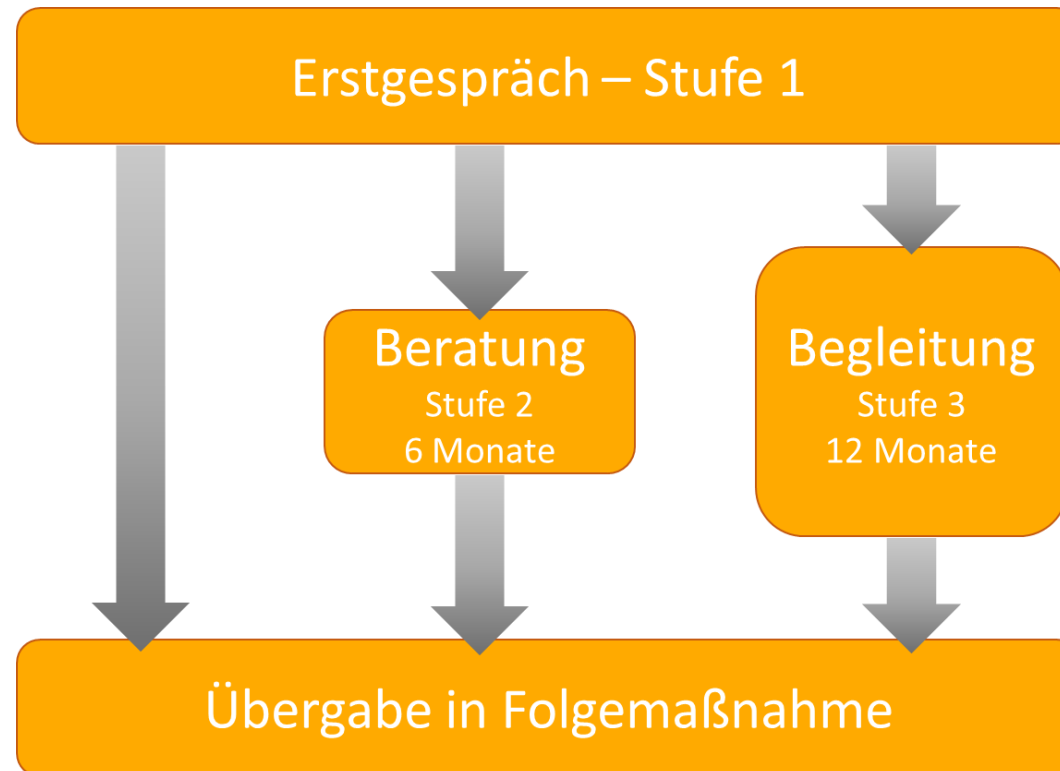 Erstgespräch – Stufe 1
Beratung
Stufe 2
6 Monate
Begleitung
Stufe 3
12 Monate
Übergabe in Folgemaßnahme